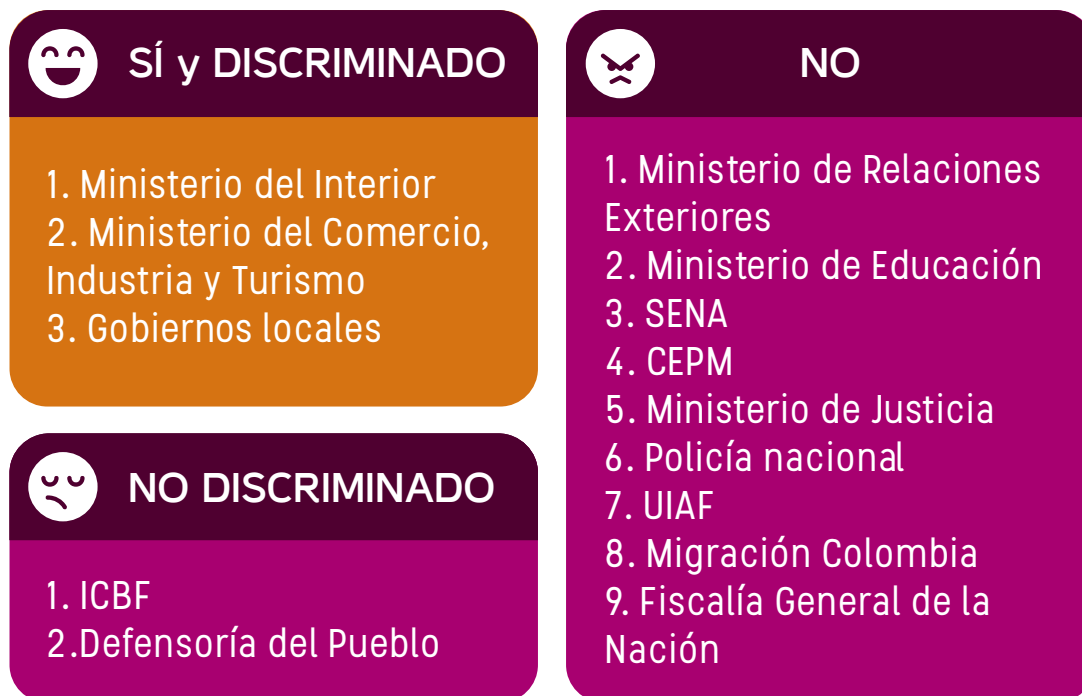 SÍ y DISCRIMINADO
1. Ministerio del Interior
2. Ministerio del Comercio,
Industria y Turismo
3. Gobiernos locales
NO DISCRIMINADO
1. ICBF
2.Defensoría del Pueblo
NO
1. Ministerio de Relaciones
Exteriores
2. Ministerio de Educación
3. SENA
4. CEPM
5. Ministerio de Justicia
6. Policía nacional
7. UIAF
8. Migración Colombia
9. Fiscalía General de la
Nación